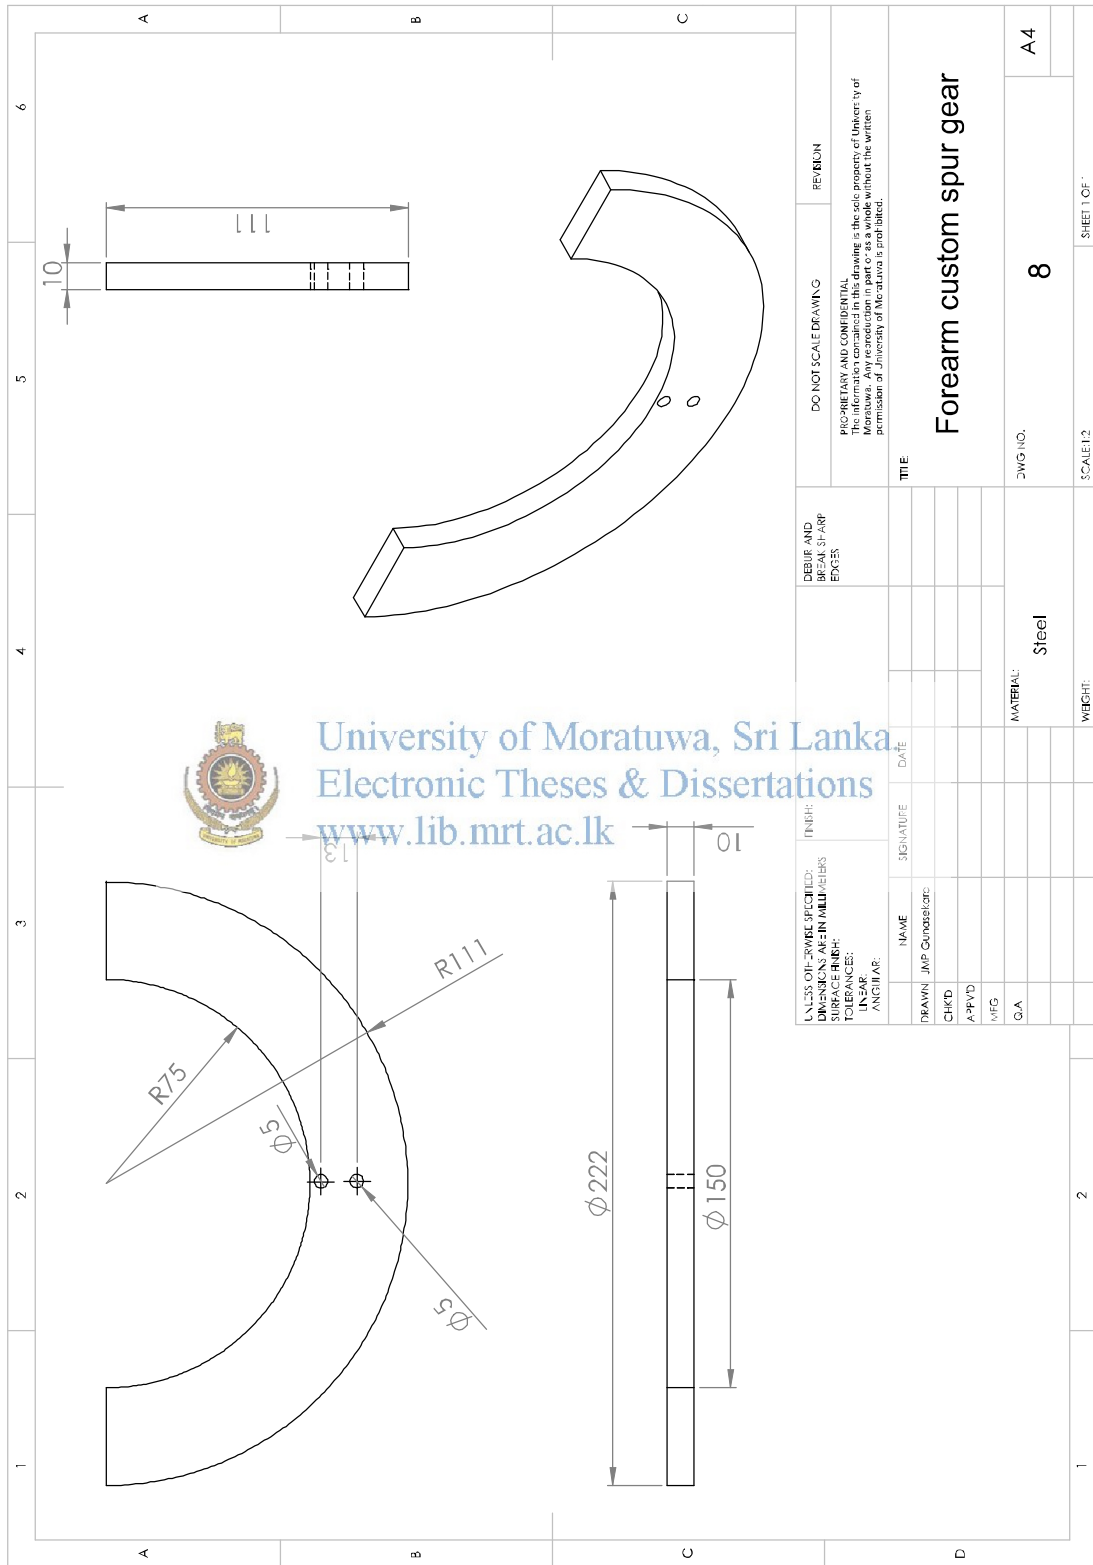 1
2
3
4
5
6
A
B
C
A
B
C
D
1
2
R75
R111
∅5
∅5
13
10
111
∅222
∅150
10
University of Moratuwa, Sri Lanka.
Electronic Theses & Dissertations
www.lib.mrt.ac.lk
UNLESS OTHERWISE SPECIFIED:
DIMENSIONS ARE IN MILLIMETERS
SURFACE FINISH:
TOLERANCES:
LINEAR:
ANGULAR:
FINISH:
DEBUR AND
BREAK SHARP
EDGES
DO NOT SCALE DRAWING
REVISION
PROPRIETARY AND CONFIDENTIAL
The information contained in this drawing is the sole property of University of
Moratuwa. Any reproduction in part or as a whole without the written
permission of University of Moratuwa is prohibited.
NAME
SIGNATURE
DATE
DRAWN
JMP Gunasekara
CHK'D
APPV'D
MFG
Q.A
TITLE:
Forearm custom spur gear
MATERIAL:
Steel
DWG NO.
8
A4
WEIGHT:
SCALE:1:2
SHEET 1 OF